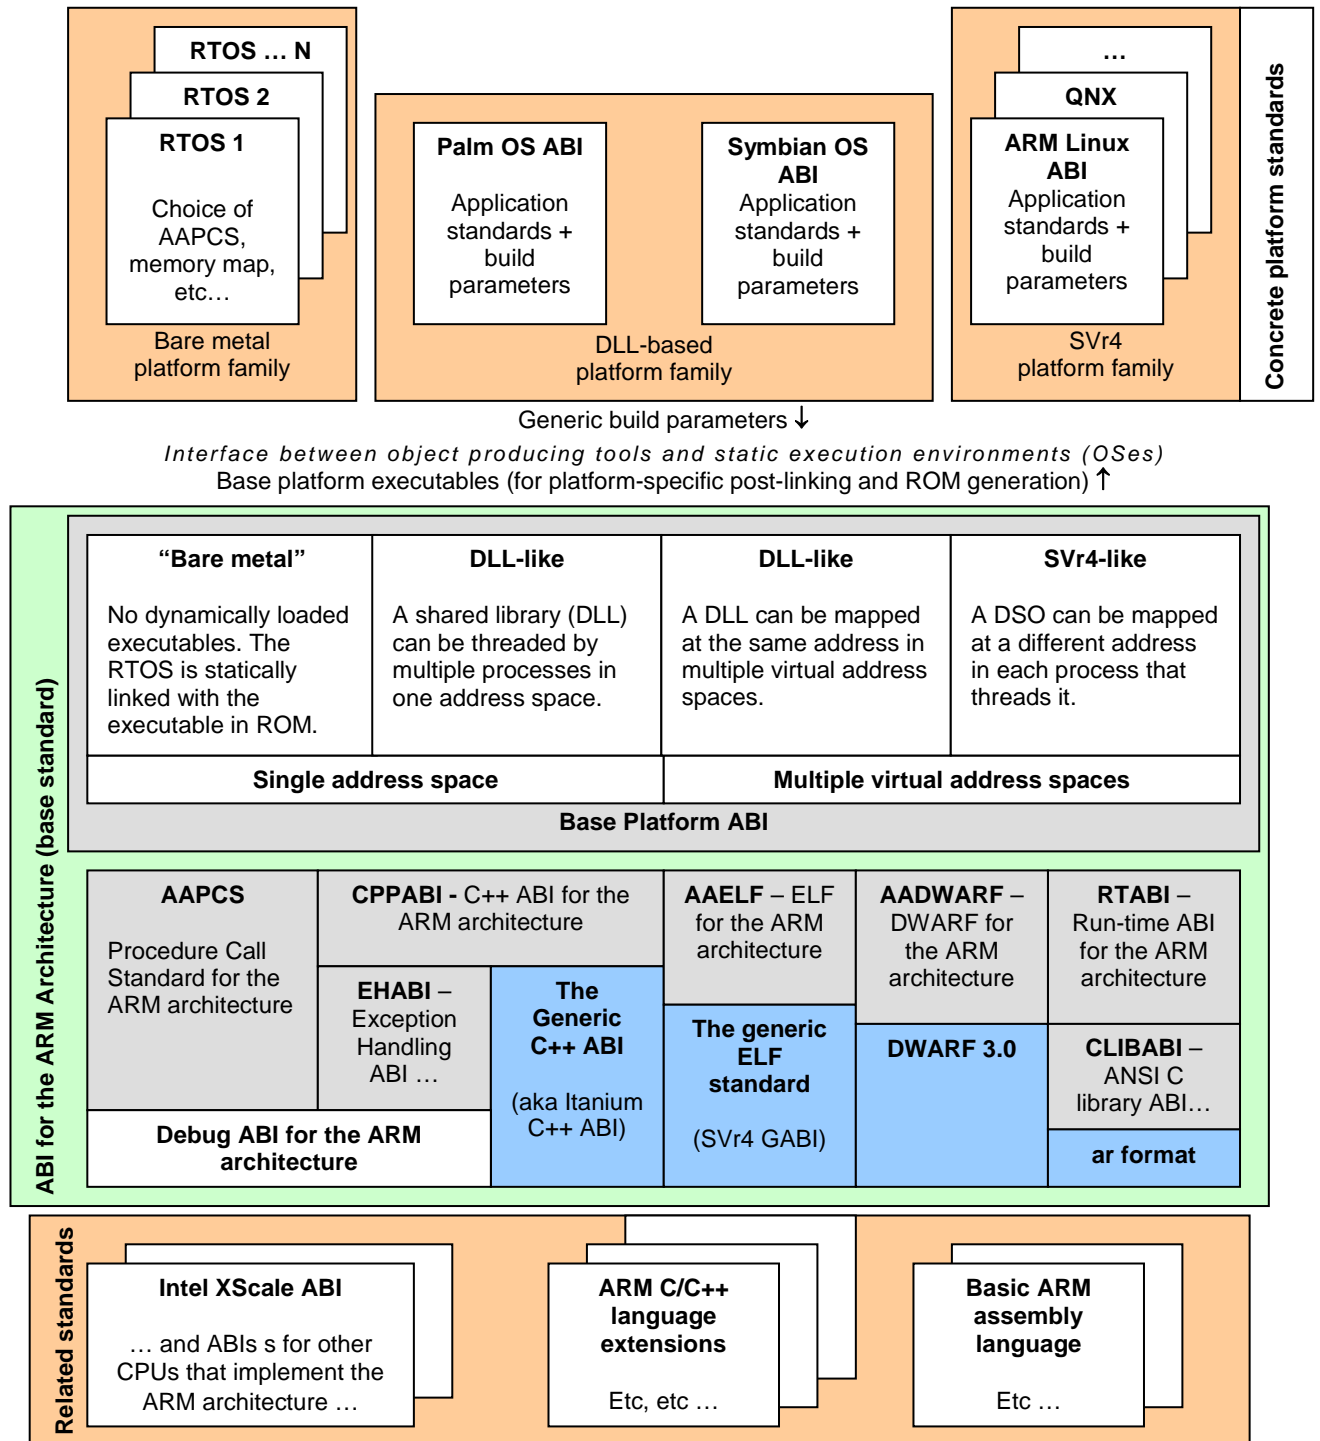 RTOS … N
RTOS 2
RTOS 1
Choice of
AAPCS,
memory map,
etc…
Bare metal
platform family
Palm OS ABI
Application
standards +
build
parameters
Symbian OS
ABI
Application
standards +
build
parameters
DLL-based
platform family
…
QNX
ARM Linux
ABI
Application
standards +
build
parameters
SVr4
platform family
Concrete platform standards
Generic build parameters ↓
Interface between object producing tools and static execution environments (OSes)
Base platform executables (for platform-specific post-linking and ROM generation) ↑
ABI for the ARM Architecture (base standard)
“Bare metal”
No dynamically loaded
executables. The
RTOS is statically
linked with the
executable in ROM.
DLL-like
A shared library (DLL)
can be threaded by
multiple processes in
one address space.
DLL-like
A DLL can be mapped
at the same address in
multiple virtual address
spaces.
SVr4-like
A DSO can be mapped
at a different address
in each process that
threads it.
Single address space
Multiple virtual address spaces
Base Platform ABI
AAPCS
Procedure Call
Standard for the
ARM architecture
CPPABI - C++ ABI for the
ARM architecture
EHABI –
Exception
Handling
ABI …
The
Generic
C++ ABI
(aka Itanium
C++ ABI)
Debug ABI for the ARM
architecture
AAELF – ELF
for the ARM
architecture
The generic
ELF
standard
(SVr4 GABI)
AADWARF –
DWARF for
the ARM
architecture
DWARF 3.0
RTABI –
Run-time ABI
for the ARM
architecture
CLIBABI –
ANSI C
library ABI…
ar format
Related standards
Intel XScale ABI
… and ABIs s for other
CPUs that implement the
ARM architecture …
ARM C/C++
language
extensions
Etc, etc …
Basic ARM
assembly
language
Etc …